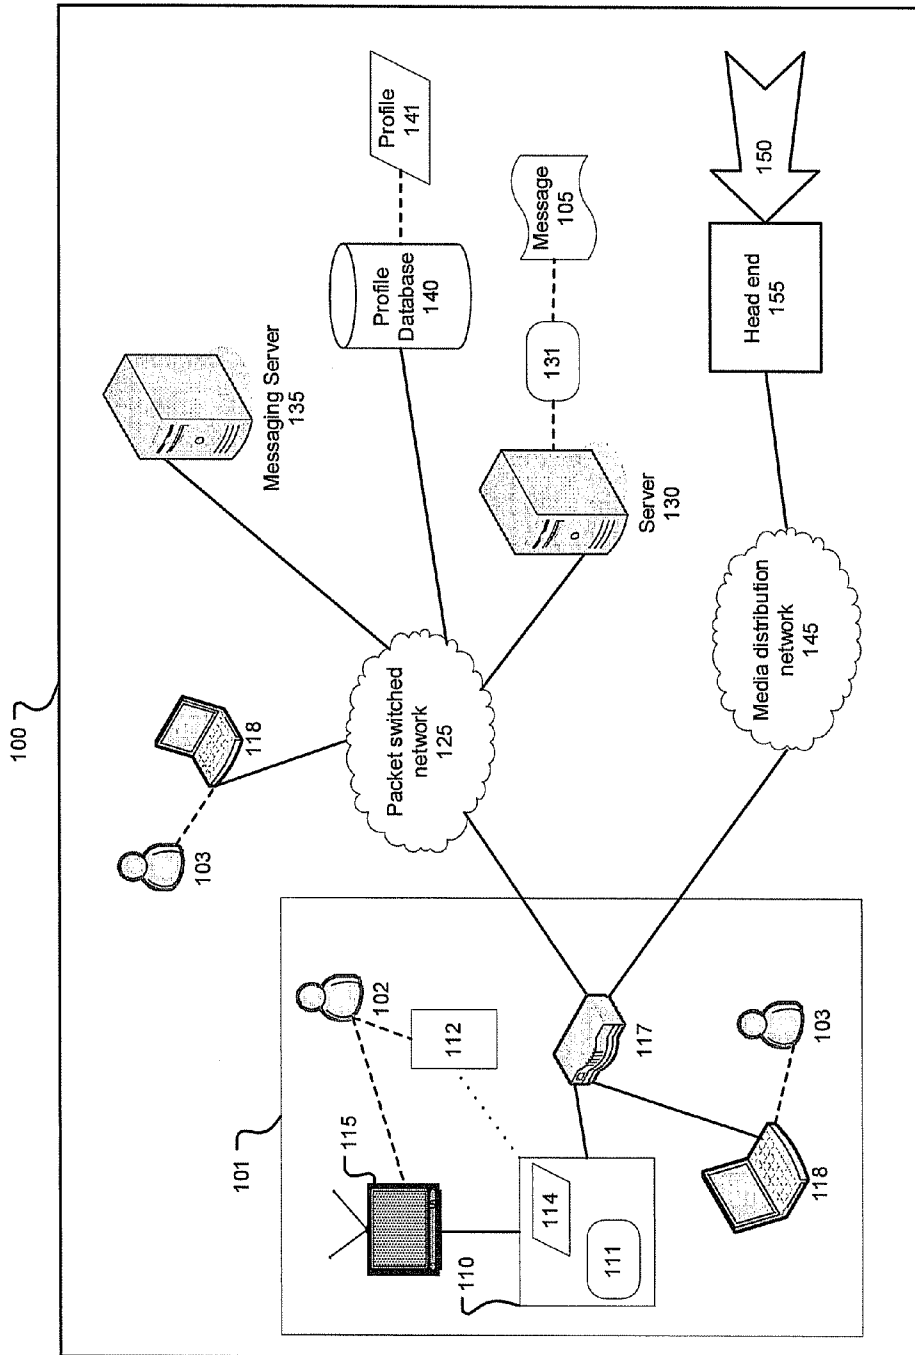 100
103
118
Messaging Server
135
Profile
Database
140
Profile
141
Packet switched
network
125
Server
130
131
Message
105
101
102
112
115
110
114
111
117
103
118
Media distribution
network
145
Head end
155
150